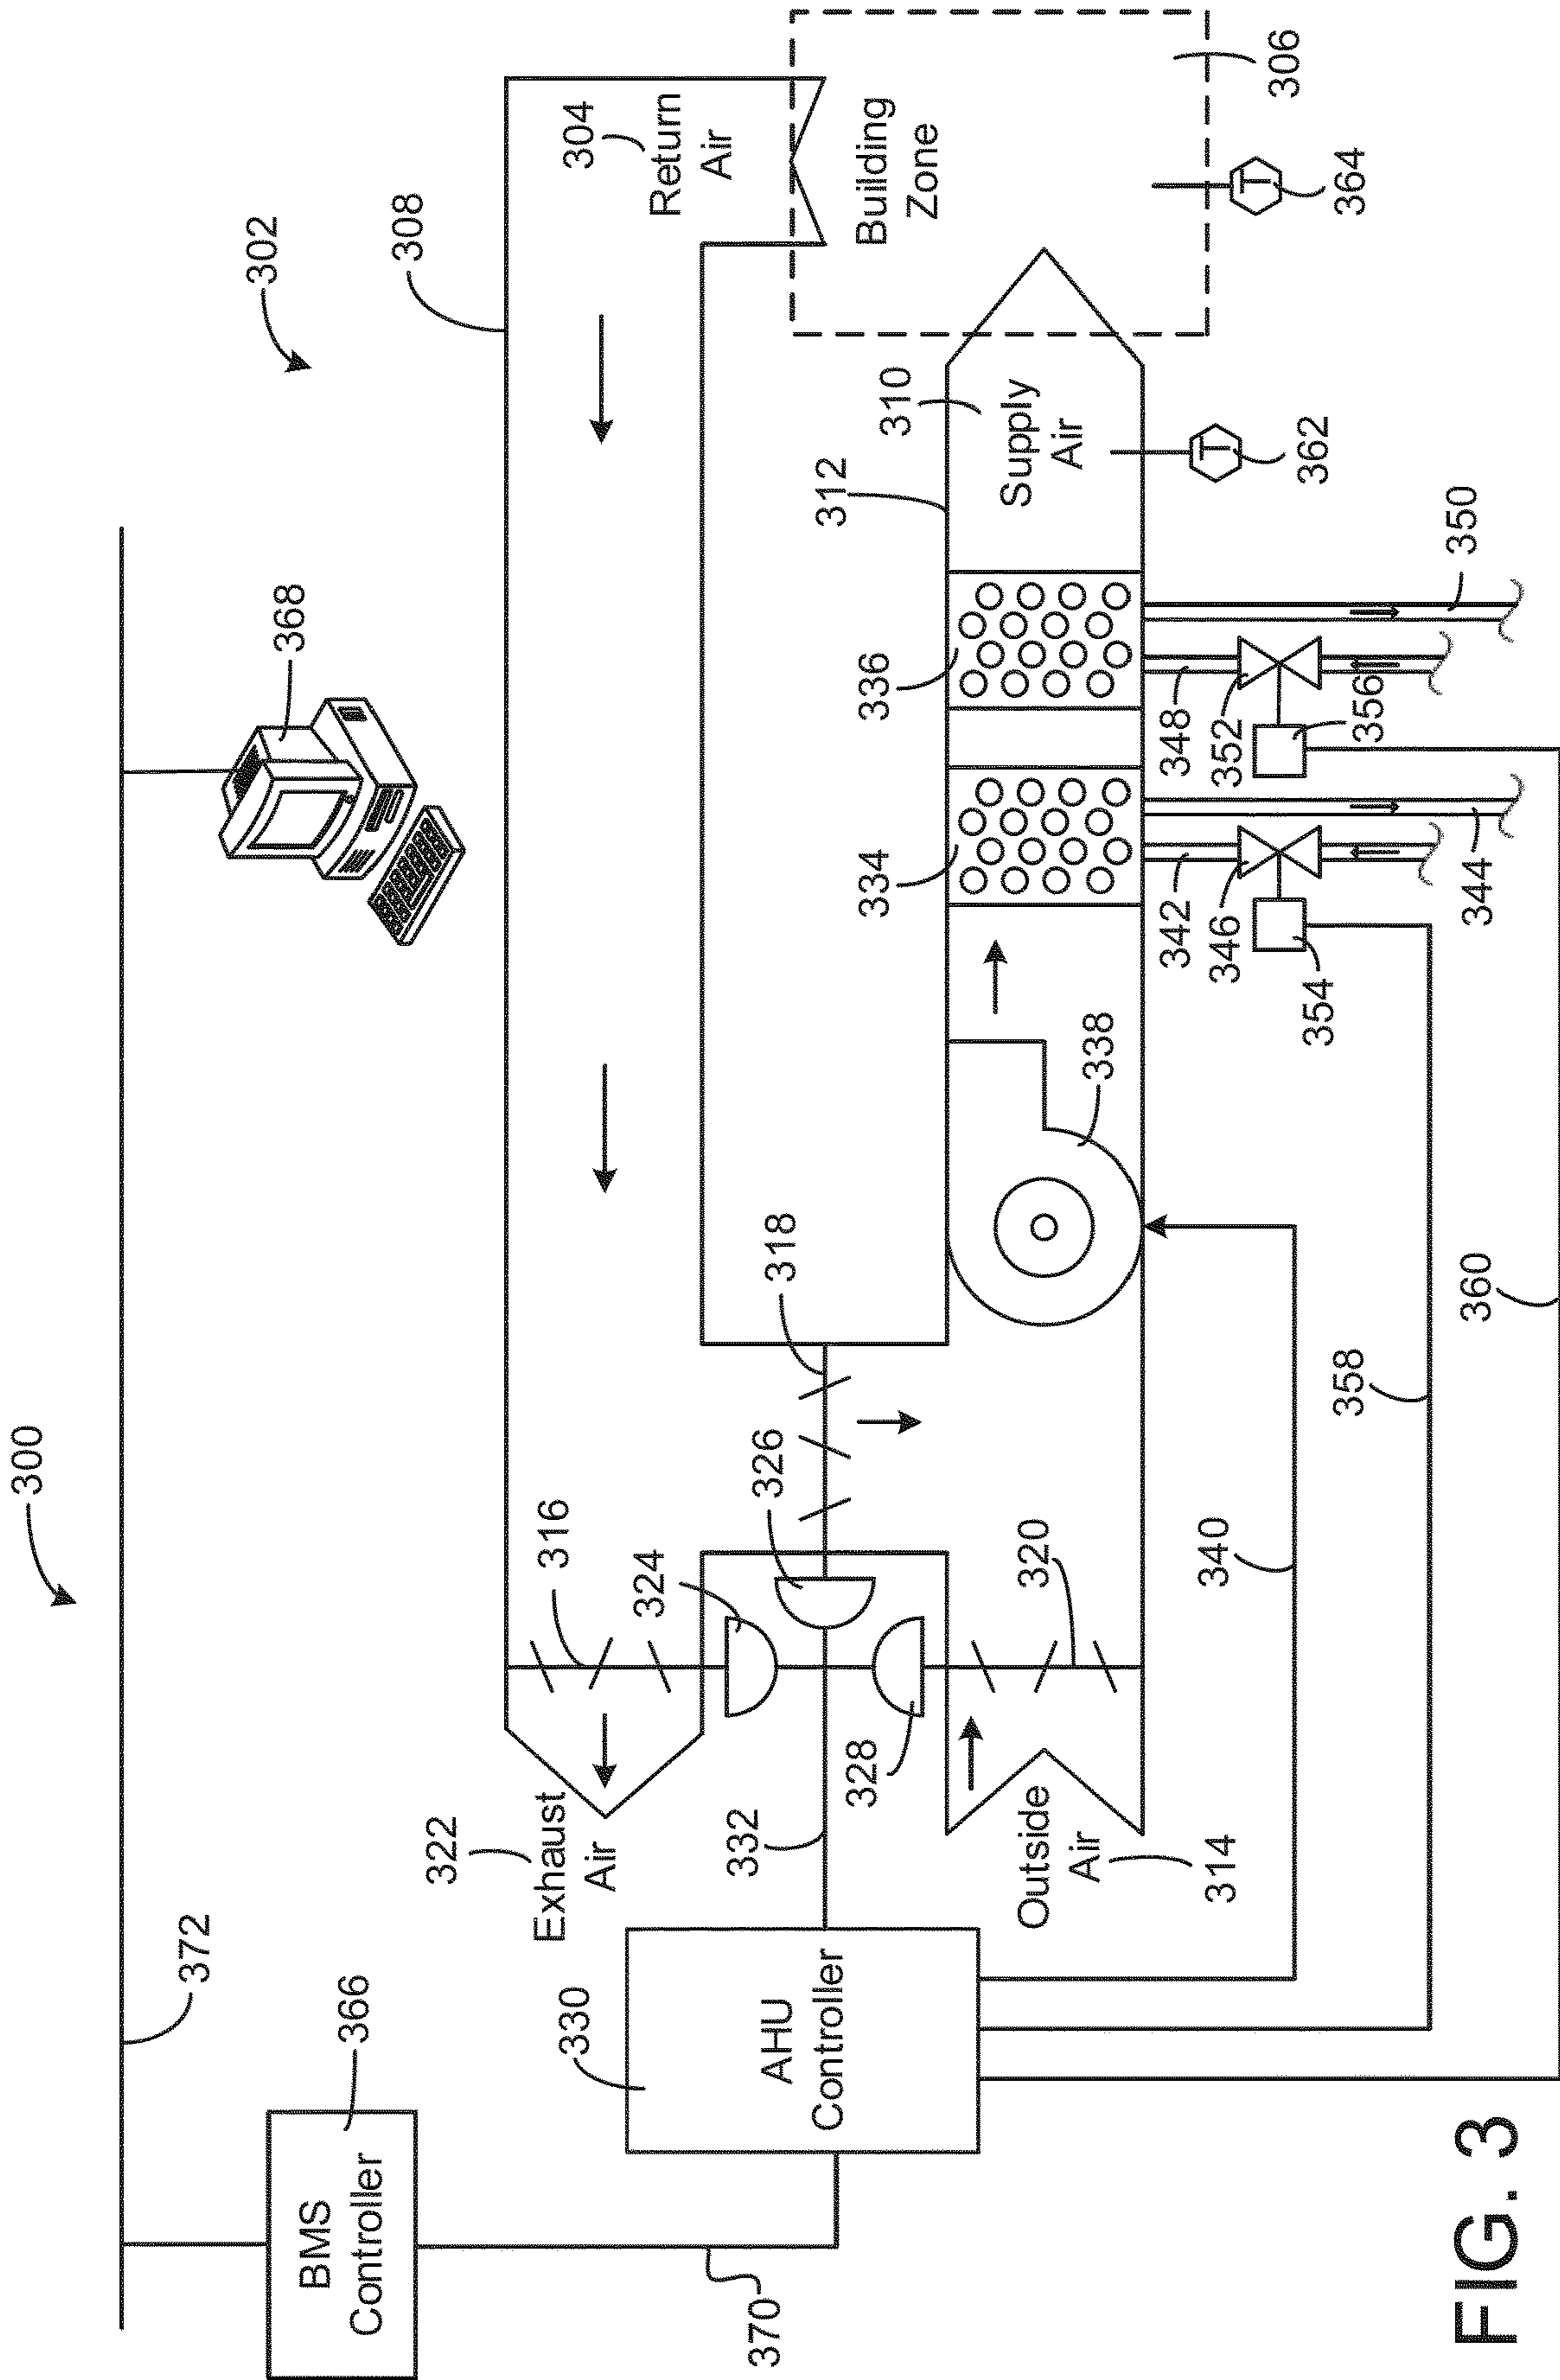 300
372
368
302
308
366
BMS
Controller
370
330
AHU
Controller
322
Exhaust
Air
316
324
326
318
304
Return
Air
Building
Zone
306
332
328
Outside
Air
314
320
338
334
336
312
310
Supply
Air
340
358
360
342
346
354
344
348
352
356
350
T
362
T
364
FIG. 3